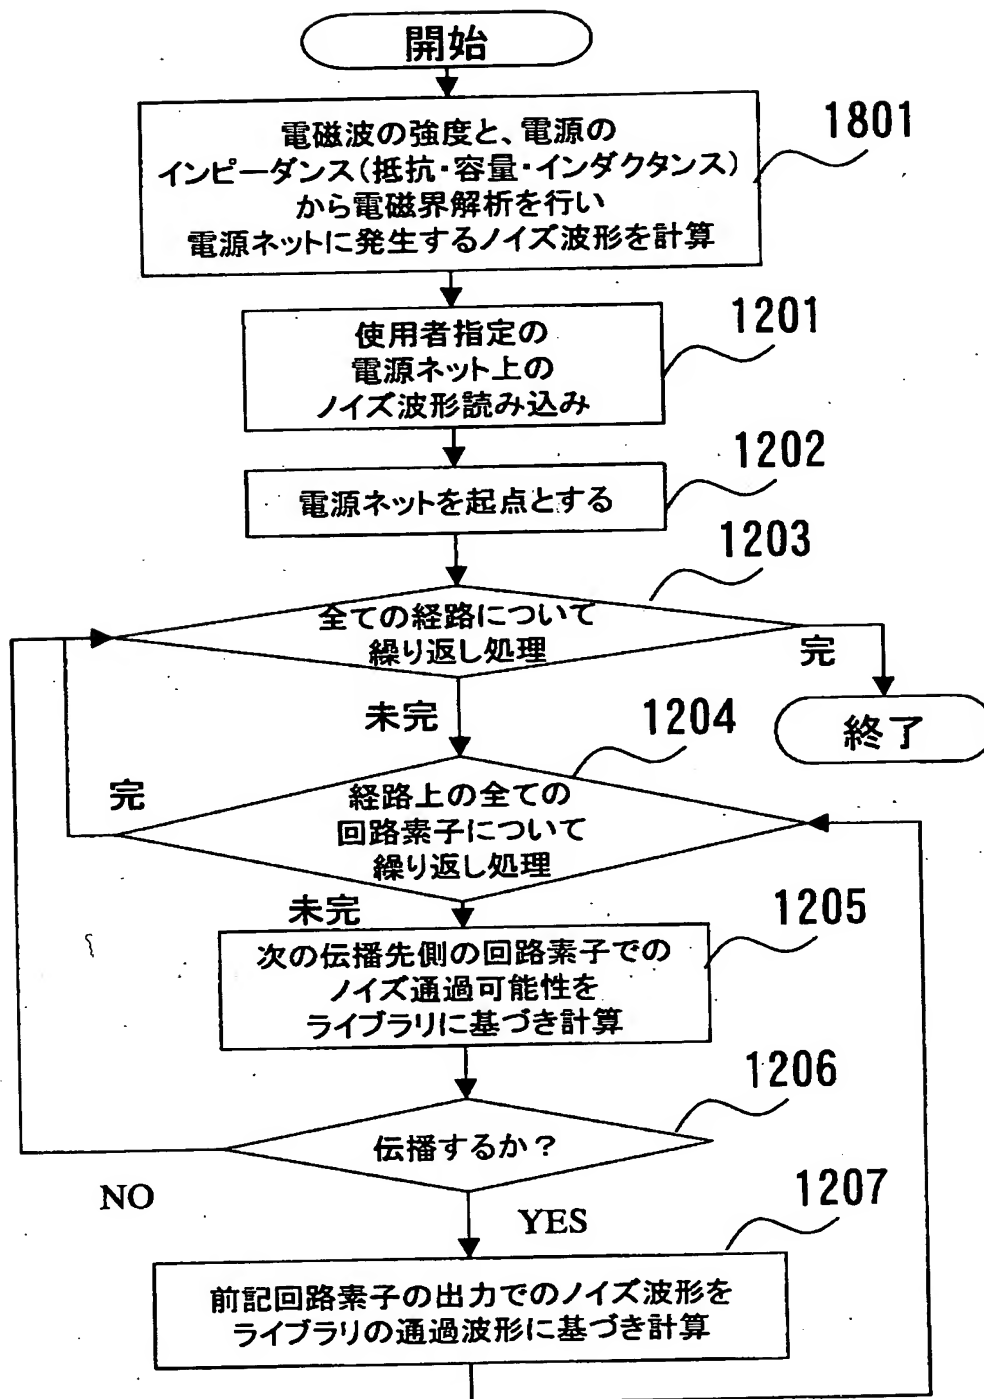 開始
電磁波の強度と、電源の
インピーダンス(抵抗・容量・インダクタンス)
から電磁界解析を行い
電源ネットに発生するノイズ波形を計算
1801
使用者指定の
電源ネット上の
ノイズ波形読み込み
1201
電源ネットを起点とする
1202
全ての経路について
繰り返し処理
1203
完
終了
未完
経路上の全ての
回路素子について
繰り返し処理
1204
完
未完
次の伝播先側の回路素子での
ノイズ通過可能性を
ライブラリに基づき計算
1205
伝播するか?
1206
NO
YES
前記回路素子の出力でのノイズ波形を
ライブラリの通過波形に基づき計算
1207